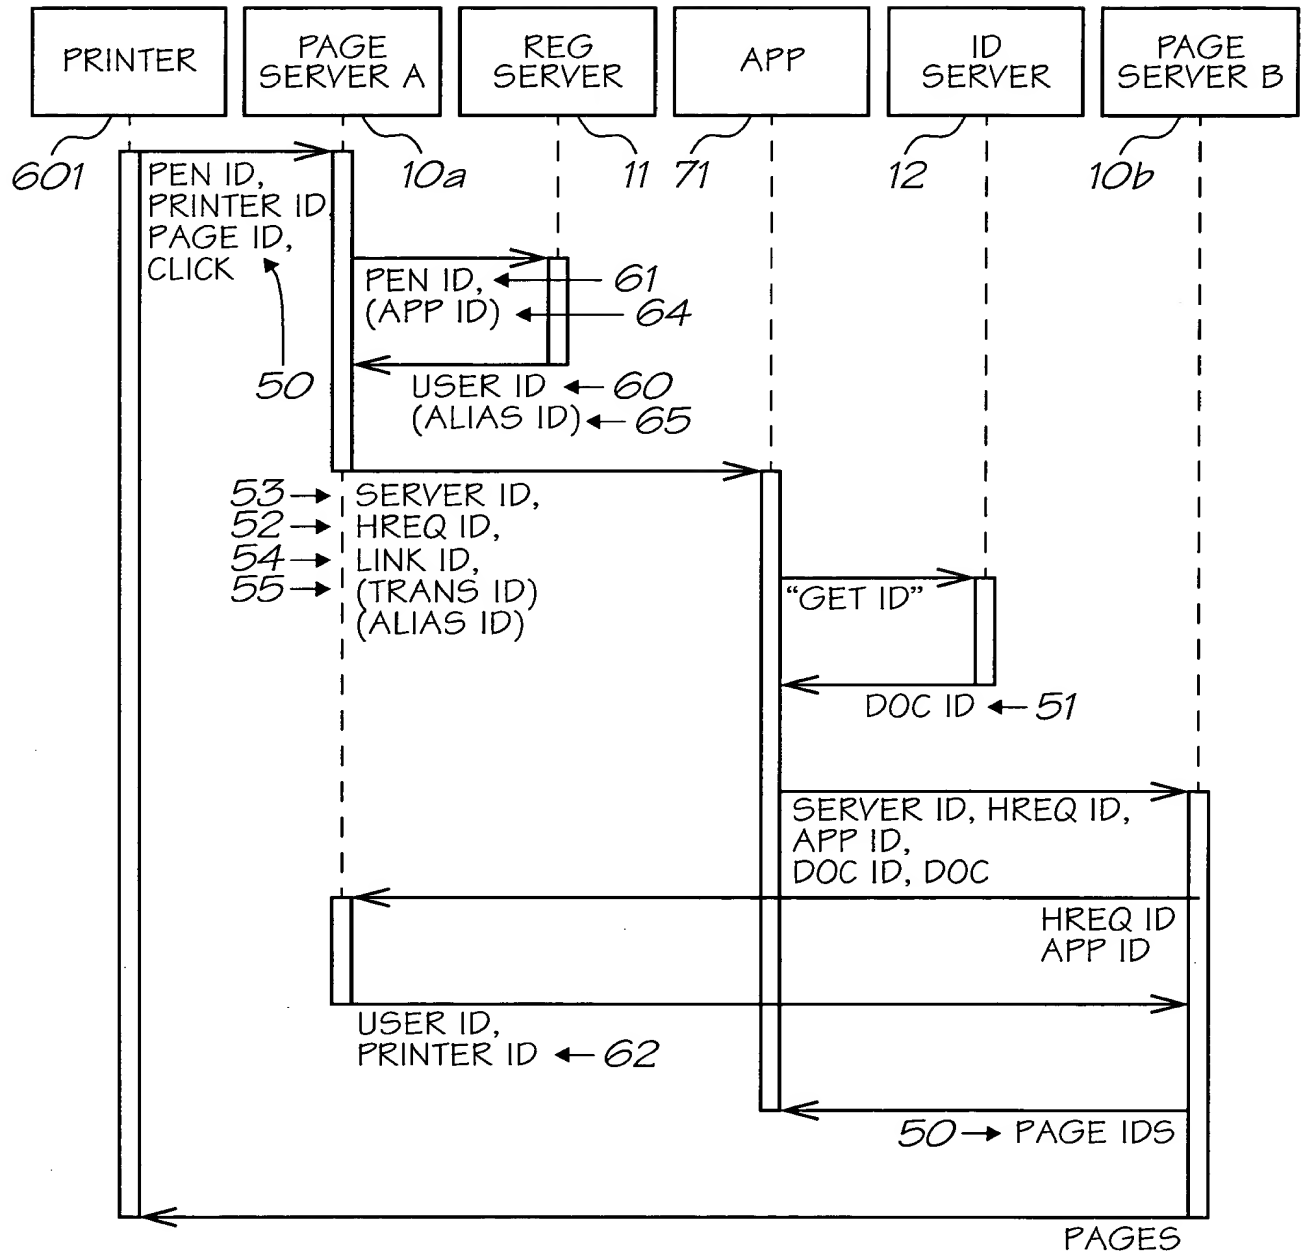 PRINTER
PAGE
SERVER A
REG
SERVER
APP
ID
SERVER
PAGE
SERVER B
601
10a
11
71
12
10b
PEN ID,
PRINTER ID
PAGE ID,
CLICK
50
PEN ID,
61
(APP ID)
64
USER ID
60
(ALIAS ID)
65
53
SERVER ID,
52
HREQ ID,
54
LINK ID,
55
(TRANS ID)
(ALIAS ID)
“GET ID”
DOC ID
51
SERVER ID, HREQ ID,
APP ID,
DOC ID, DOC
HREQ ID
APP ID
USER ID,
PRINTER ID
62
50
PAGE IDS
PAGES